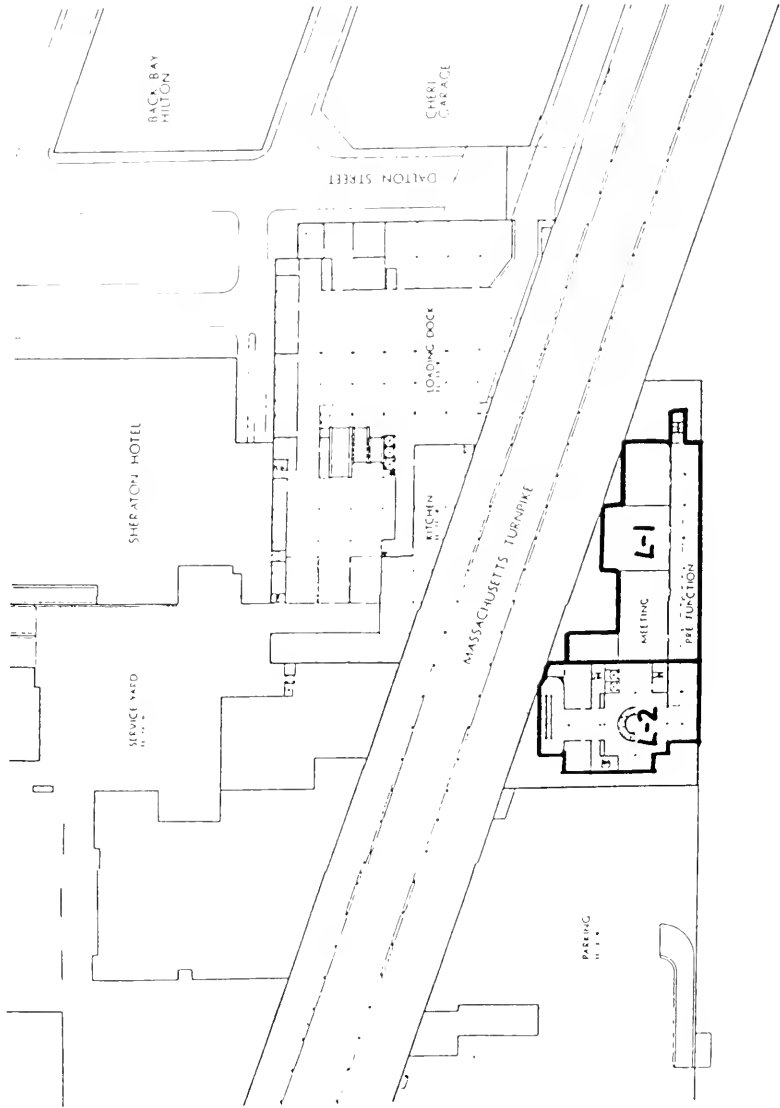 BACK BAY
HILTON
CHERI
GARAGE
DALTON STREET
SHERATON HOTEL
LOADING DOCK
KITCHEN
MASSACHUSETTS TURNPIKE
SERVICE YARD
L-1
MEETING
PRE FUNCTION
L-2
PARKING